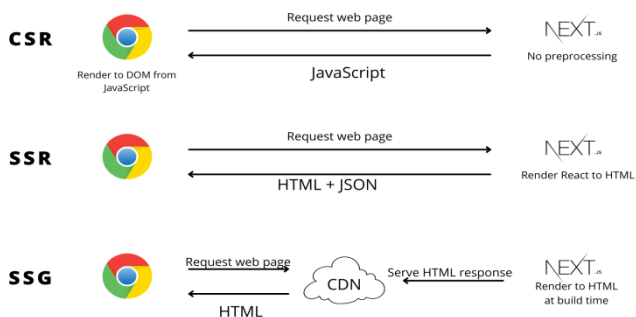 CSR
Request web page
NEXT.JS
Render to DOM from
JavaScript
JavaScript
No preprocessing
SSR
Request web page
NEXT.JS
HTML + JSON
Render React to HTML
SSG
Request web page
CDN
Serve HTML response
NEXT.JS
HTML
Render to HTML
at build time